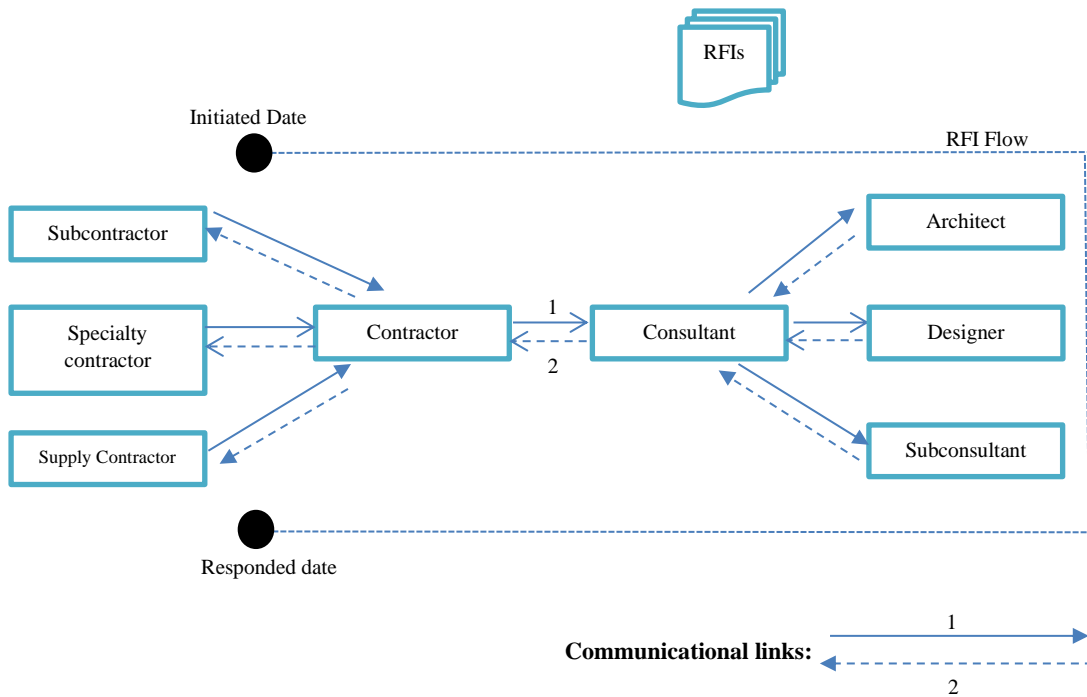 RFIs
Initiated Date
RFI Flow
Subcontractor
Architect
1
Specialty
contractor
Contractor
Consultant
Designer
2
Supply Contractor
Subconsultant
Responded date
1
Communicational links:
2